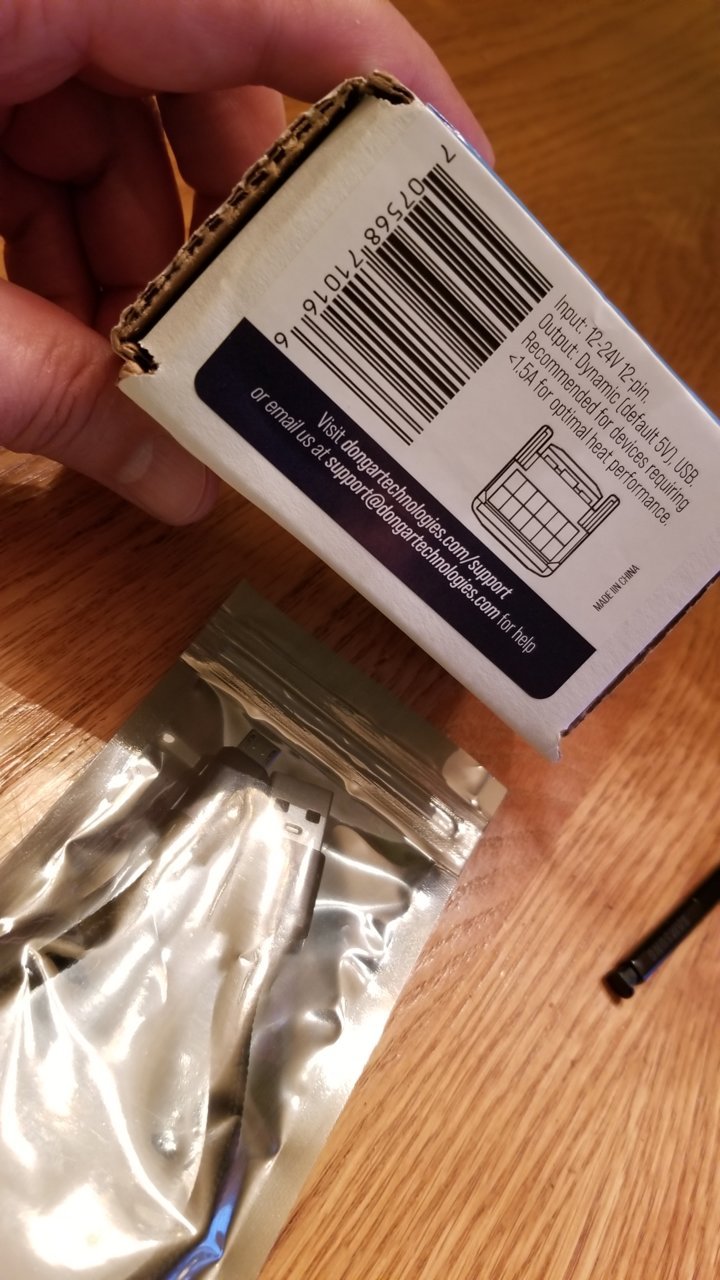 7 07568 71016 6
Input: 12-24V 12-pin.
Output: Dynamic (default 5V), USB.
Recommended for devices requiring
<1.5A for optimal heat performance.
MADE IIN CHINA
Visit dongartechnologies.com/support
or email us at support@dongartechnologies.com for help